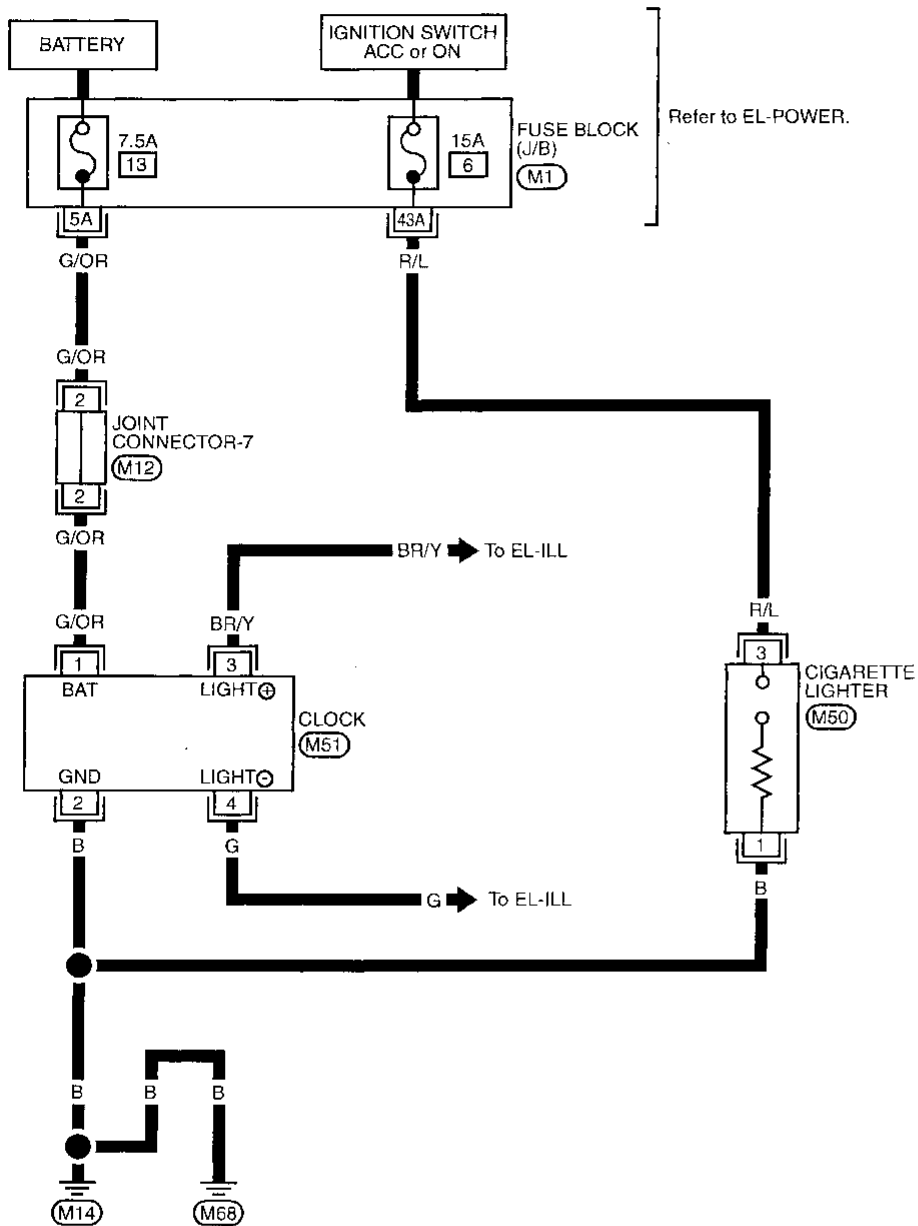 BATTERY
IGNITION SWITCH
ACC or ON
Refer to EL-POWER.
7.5A
13
15A
6
FUSE BLOCK
(J/B)
M1
5A
43A
G/OR
R/L
G/OR
2
JOINT
CONNECTOR-7
M12
2
G/OR
BR/Y
To EL-ILL
G/OR
BR/Y
R/L
1
3
3
BAT
LIGHT+
CIGARETTE
LIGHTER
M50
CLOCK
M51
GND
LIGHT-
2
4
1
B
G
B
G
To EL-ILL
B
B
B
M14
M68